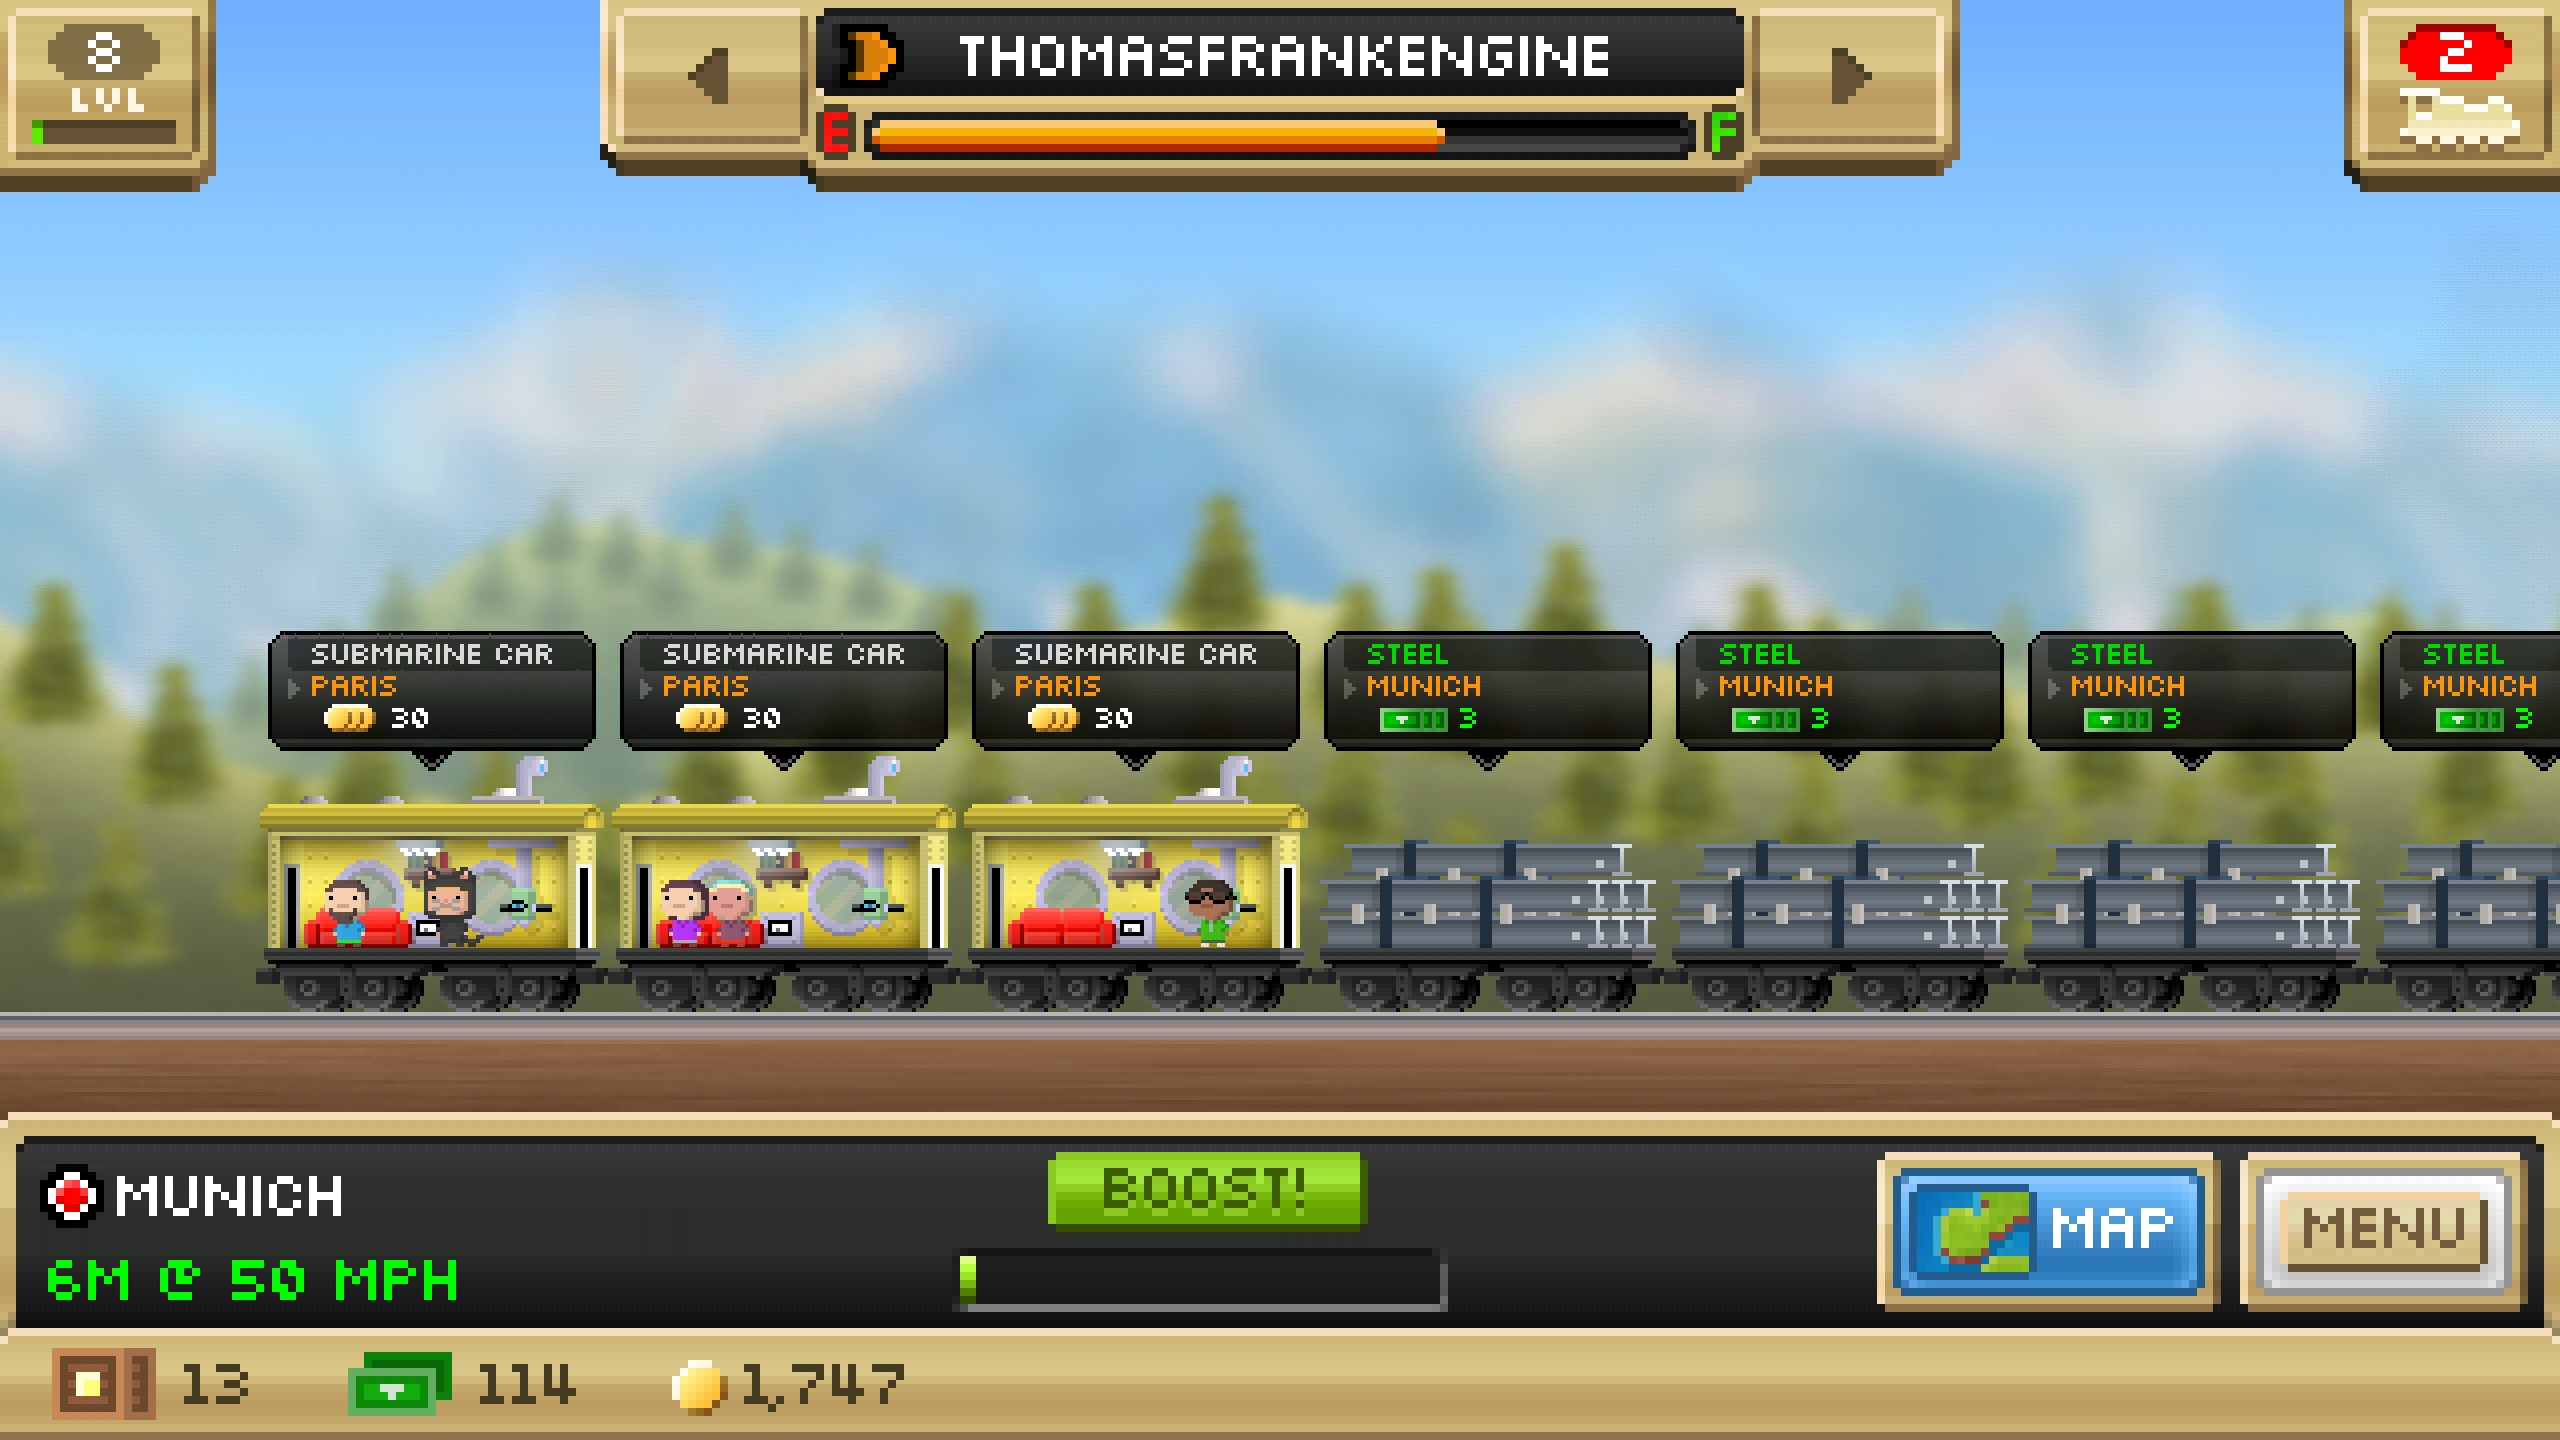 8
LVL
THOMASFRANKENGINE
E F
2
SUBMARINE CAR
PARIS
30
SUBMARINE CAR
PARIS
30
SUBMARINE CAR
PARIS
30
STEEL
MUNICH
3
STEEL
MUNICH
3
STEEL
MUNICH
3
STEEL
MUNICH
3
MUNICH
6M @ 50 MPH
BOOST!
MAP
MENU
13 114 1,747